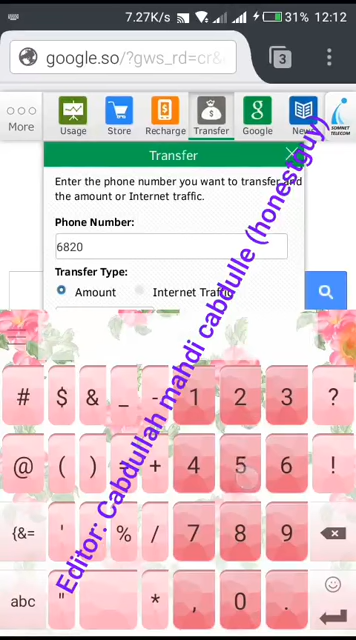 7.27K/s 31% 12:12
google.so/?gws_rd=cr& 3
More Usage Store Recharge Transfer Google News SOMNET TELECOM
Transfer
Enter the phone number you want to transfer and
the amount or Internet traffic.
Phone Number:
6820
Transfer Type:
Amount Internet Traffic
Editor: Cabdullah mahdi cabdulle (honestguy)
# $ & _ - 1 2 3 ?
@ ( ) = + 4 5 6 !
{&= ' % / 7 8 9
abc " * , 0 .